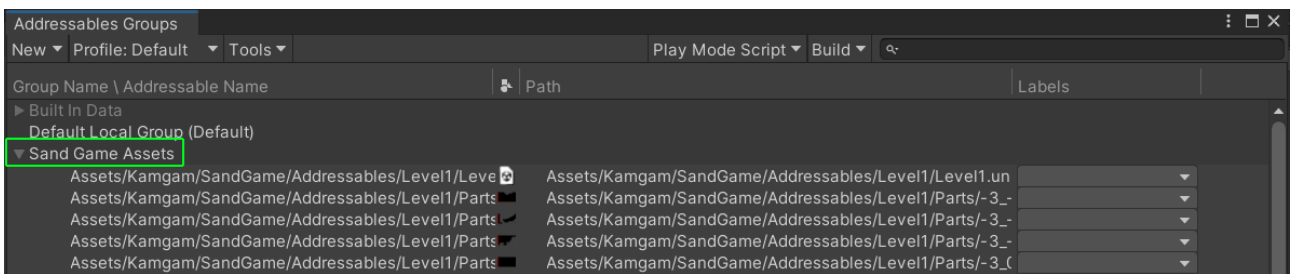 Addressables Groups
New Profile: Default Tools Play Mode Script Build
Group Name \ Addressable Name Path Labels
Built In Data
Default Local Group (Default)
Sand Game Assets
Assets/Kamgam/SandGame/Addressables/Level1/Leve Assets/Kamgam/SandGame/Addressables/Level1/Level1.un
Assets/Kamgam/SandGame/Addressables/Level1/Parts Assets/Kamgam/SandGame/Addressables/Level1/Parts/-3_-
Assets/Kamgam/SandGame/Addressables/Level1/Parts Assets/Kamgam/SandGame/Addressables/Level1/Parts/-3_-
Assets/Kamgam/SandGame/Addressables/Level1/Parts Assets/Kamgam/SandGame/Addressables/Level1/Parts/-3_-
Assets/Kamgam/SandGame/Addressables/Level1/Parts Assets/Kamgam/SandGame/Addressables/Level1/Parts/-3_(